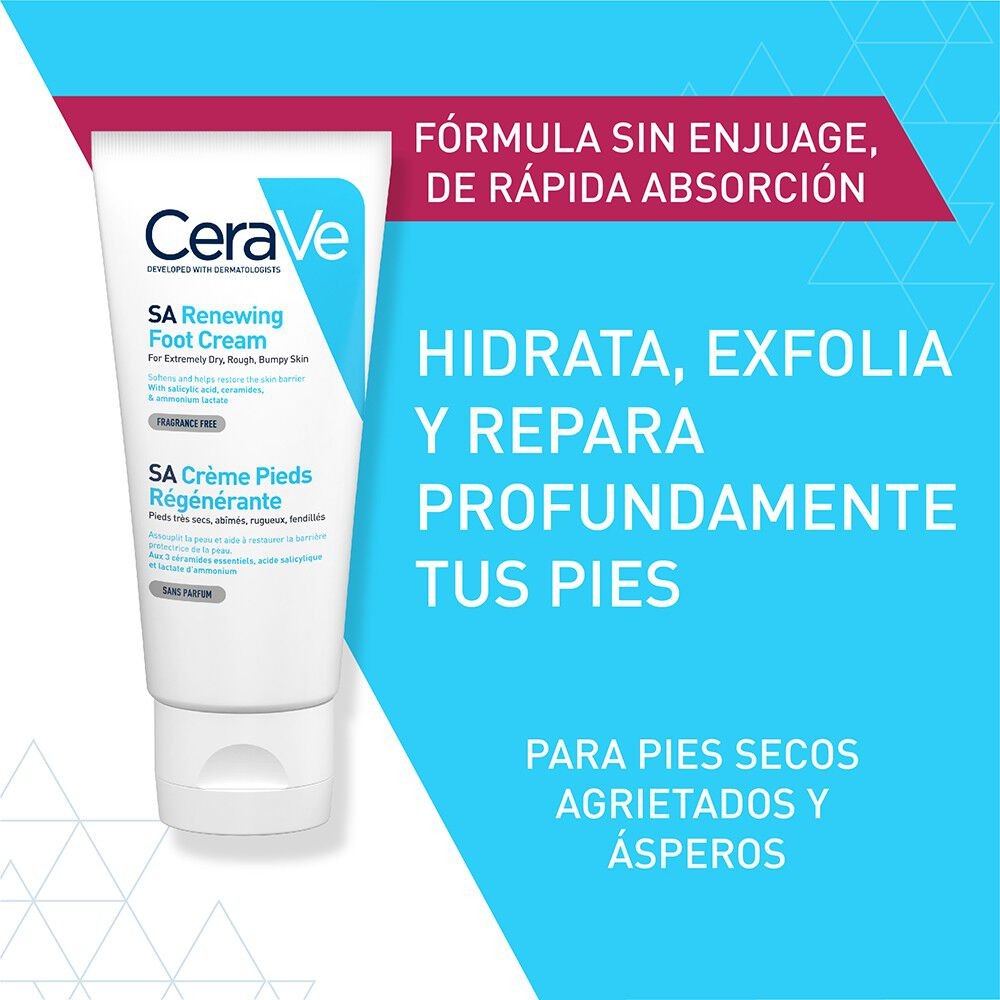 FÓRMULA SIN ENJUAGE,
DE RÁPIDA ABSORCIÓN
CeraVe
DEVELOPED WITH DERMATOLOGISTS
SA Renewing
Foot Cream
For Extremely Dry, Rough, Bumpy Skin
Softens and helps restore the skin barrier
With salicylic acid, ceramides,
& ammonium lactate
FRAGRANCE FREE
SA Crème Pieds
Régénérante
Pieds très secs, abîmés, rugueux, fendillés
Assouplit la peau et aide à restaurer la barrière
protectrice de la peau.
Aux 3 céramides essentiels, acide salicylique
et lactate d'ammonium
SANS PARFUM
HIDRATA, EXFOLIA
Y REPARA
PROFUNDAMENTE
TUS PIES
PARA PIES SECOS
AGRIETADOS Y
ÁSPEROS